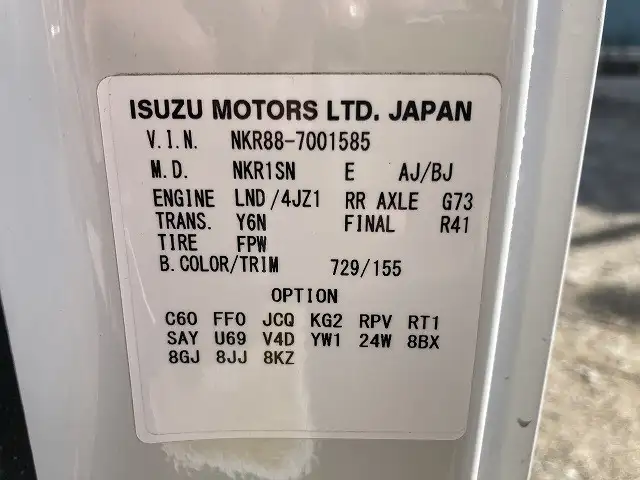 ISUZU MOTORS LTD. JAPAN
V.I.N. NKR88-7001585
M.D. NKR1SN E AJ/BJ
ENGINE LND/4JZ1 RR AXLE G73
TRANS. Y6N FINAL R41
TIRE FPW
B.COLOR/TRIM 729/155
OPTION
C60 FF0 JCQ KG2 RPV RT1
SAY U69 V4D YW1 24W 8BX
8GJ 8JJ 8KZ